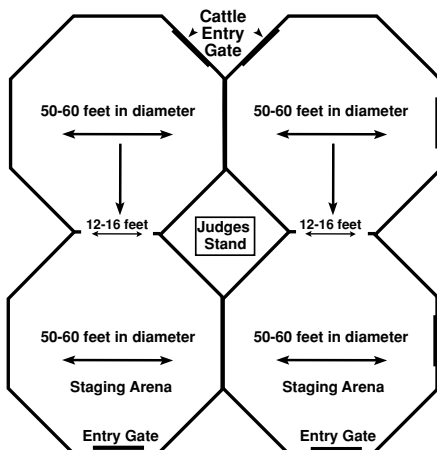 Cattle
Entry
Gate
50-60 feet in diameter
50-60 feet in diameter
12-16 feet
Judges
Stand
12-16 feet
50-60 feet in diameter
50-60 feet in diameter
Staging Arena
Staging Arena
Entry Gate
Entry Gate